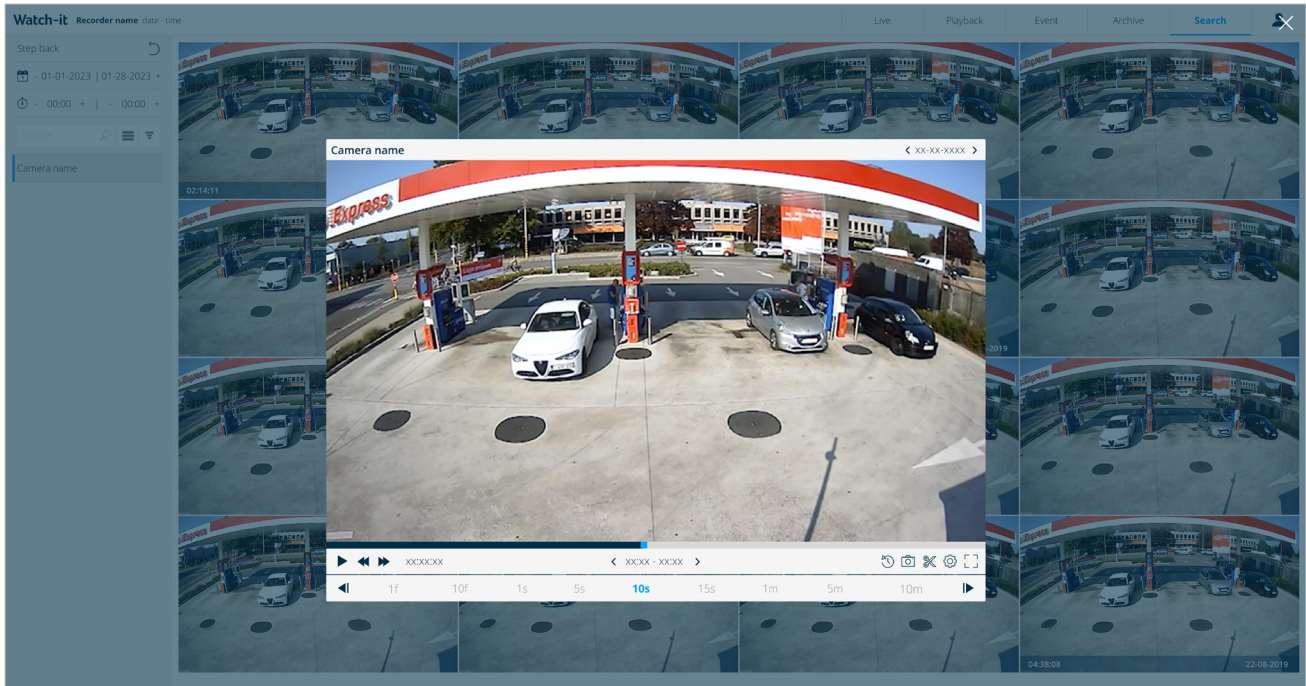 Watch-it Recorder name date - time Live Playback Event Archive Search
Step back
- 01-01-2023 | 01-28-2023 +
- 00:00 + | - 00:00 +
Search...
Camera name
02:14:11
Camera name xx-xx-xxxx
Express
-2019
XX:XX:XX XX:XX - XX:XX
1f 10f 1s 5s 10s 15s 1m 5m 10m
04:38:08 22-08-2019